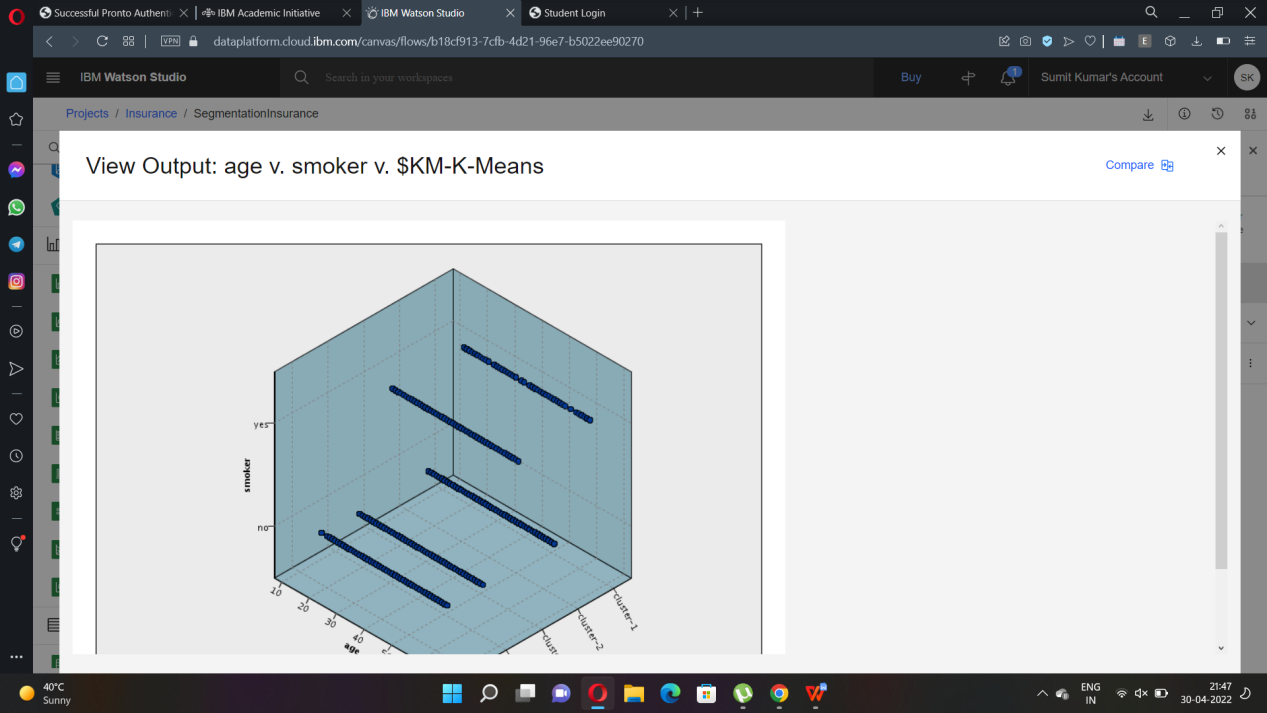 Successful Pronto Authenti
IBM Academic Initiative
IBM Watson Studio
Student Login
VPN
dataplatform.cloud.ibm.com/canvas/flows/b18cf913-7cfb-4d21-96e7-b5022ee90270
E
IBM Watson Studio
Search in your workspaces
Buy
1
Sumit Kumar's Account
SK
Projects / Insurance / SegmentationInsurance
View Output: age v. smoker v. $KM-K-Means
Compare
yes
smoker
no
10
20
30
40
age
cluster-1
cluster-2
40°C
Sunny
ENG
IN
21:47
30-04-2022